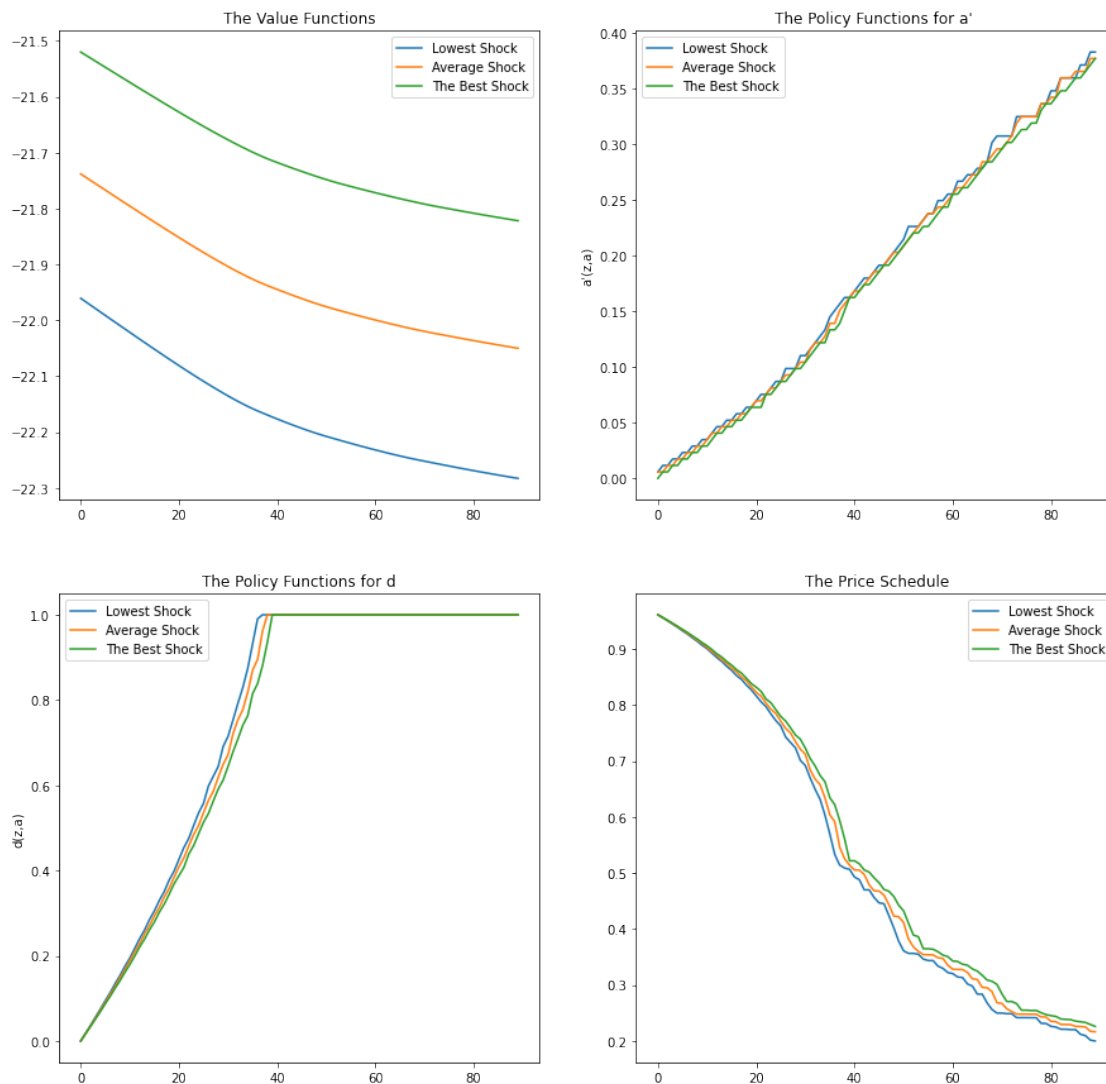 The Value Functions
−21.5
−21.6
−21.7
−21.8
−21.9
−22.0
−22.1
−22.2
−22.3
0 20 40 60 80
Lowest Shock
Average Shock
The Best Shock
The Policy Functions for a'
a'(z,a)
0.40
0.35
0.30
0.25
0.20
0.15
0.10
0.05
0.00
0 20 40 60 80
Lowest Shock
Average Shock
The Best Shock
The Policy Functions for d
d(z,a)
1.0
0.8
0.6
0.4
0.2
0.0
0 20 40 60 80
Lowest Shock
Average Shock
The Best Shock
The Price Schedule
0.9
0.8
0.7
0.6
0.5
0.4
0.3
0.2
0 20 40 60 80
Lowest Shock
Average Shock
The Best Shock